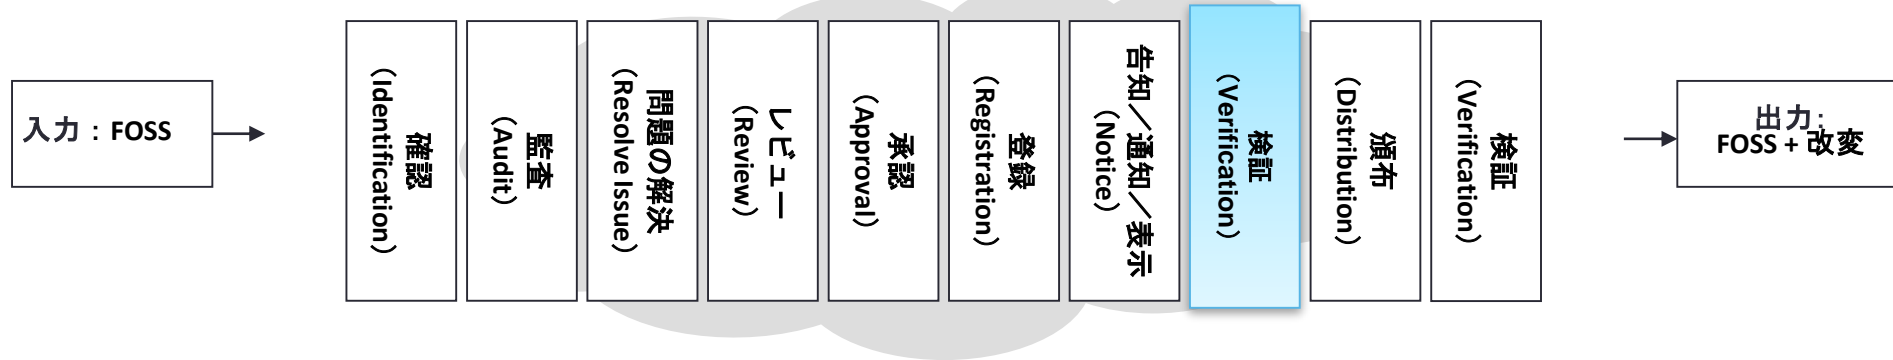 入力：FOSS
確認
（Identification）
監査
（Audit）
問題の解決
（Resolve Issue）
レビュー
（Review）
承認
（Approval）
登録
（Registration）
告知／通知／表示
（Notice）
検証
（Verification）
頒布
（Distribution）
検証
（Verification）
出力：
FOSS + 改変